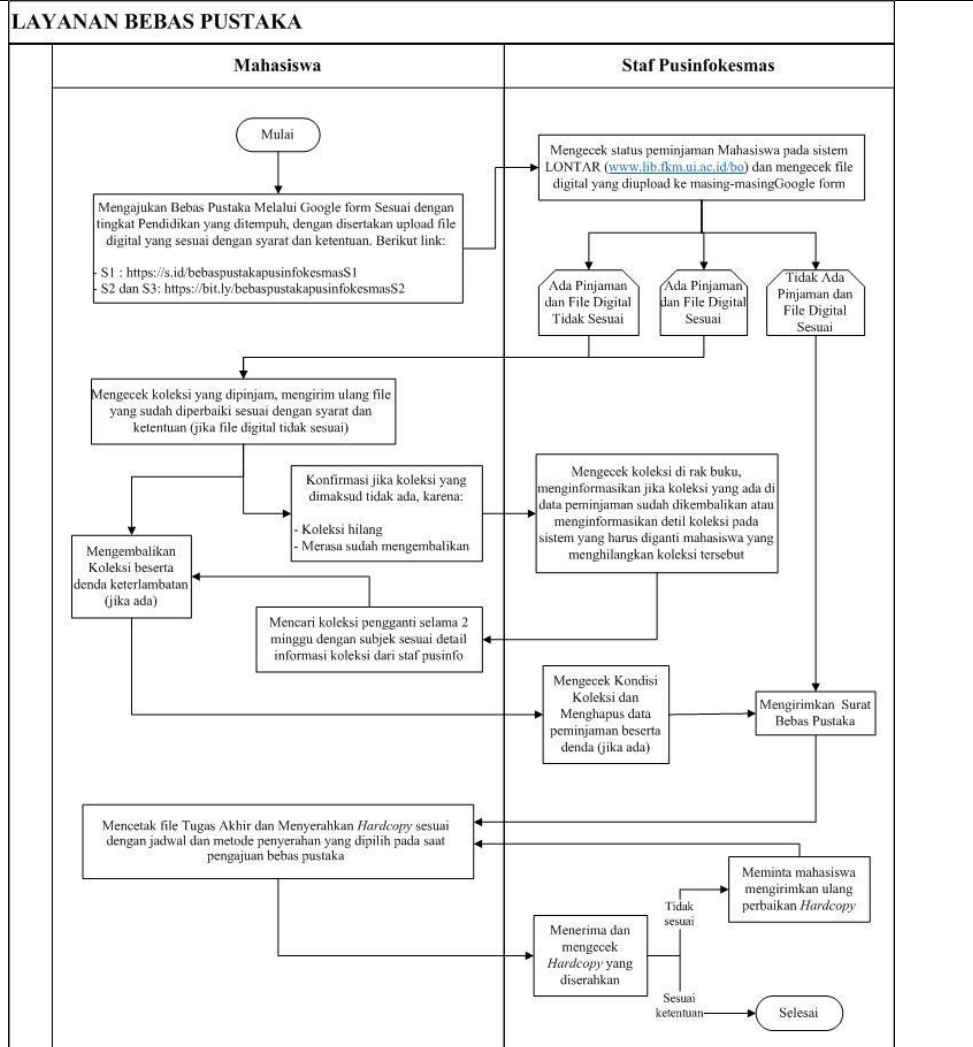 LAYANAN BEBAS PUSTAKA
Mahasiswa
Staf Pusinfokesmas
Mulai
Mengajukan Bebas Pustaka Melalui Google form Sesuai dengan
tingkat Pendidikan yang ditempuh, dengan disertakan upload file
digital yang sesuai dengan syarat dan ketentuan. Berikut link:
- S1 : https://s.id/bebaspustakapusinfokesmasS1
- S2 dan S3: https://bit.ly/bebaspustakapusinfokesmasS2
Mengecek status peminjaman Mahasiswa pada sistem
LONTAR (www.lib.fkm.ui.ac.id/bo) dan mengecek file
digital yang diupload ke masing-masingGoogle form
Ada Pinjaman
dan File Digital
Tidak Sesuai
Ada Pinjaman
dan File Digital
Sesuai
Tidak Ada
Pinjaman dan
File Digital
Sesuai
Mengecek koleksi yang dipinjam, mengirim ulang file
yang sudah diperbaiki sesuai dengan syarat dan
ketentuan (jika file digital tidak sesuai)
Konfirmasi jika koleksi yang
dimaksud tidak ada, karena:
- Koleksi hilang
- Merasa sudah mengembalikan
Mengecek koleksi di rak buku,
menginformasikan jika koleksi yang ada di
data peminjaman sudah dikembalikan atau
menginformasikan detil koleksi pada
sistem yang harus diganti mahasiswa yang
menghilangkan koleksi tersebut
Mengembalikan
Koleksi beserta
denda keterlambatan
(jika ada)
Mencari koleksi pengganti selama 2
minggu dengan subjek sesuai detail
informasi koleksi dari staf pusinfo
Mengecek Kondisi
Koleksi dan
Menghapus data
peminjaman beserta
denda (jika ada)
Mengirimkan Surat
Bebas Pustaka
Mencetak file Tugas Akhir dan Menyerahkan Hardcopy sesuai
dengan jadwal dan metode penyerahan yang dipilih pada saat
pengajuan bebas pustaka
Meminta mahasiswa
mengirimkan ulang
perbaikan Hardcopy
Tidak
sesuai
Menerima dan
mengecek
Hardcopy yang
diserahkan
Sesuai
ketentuan
Selesai